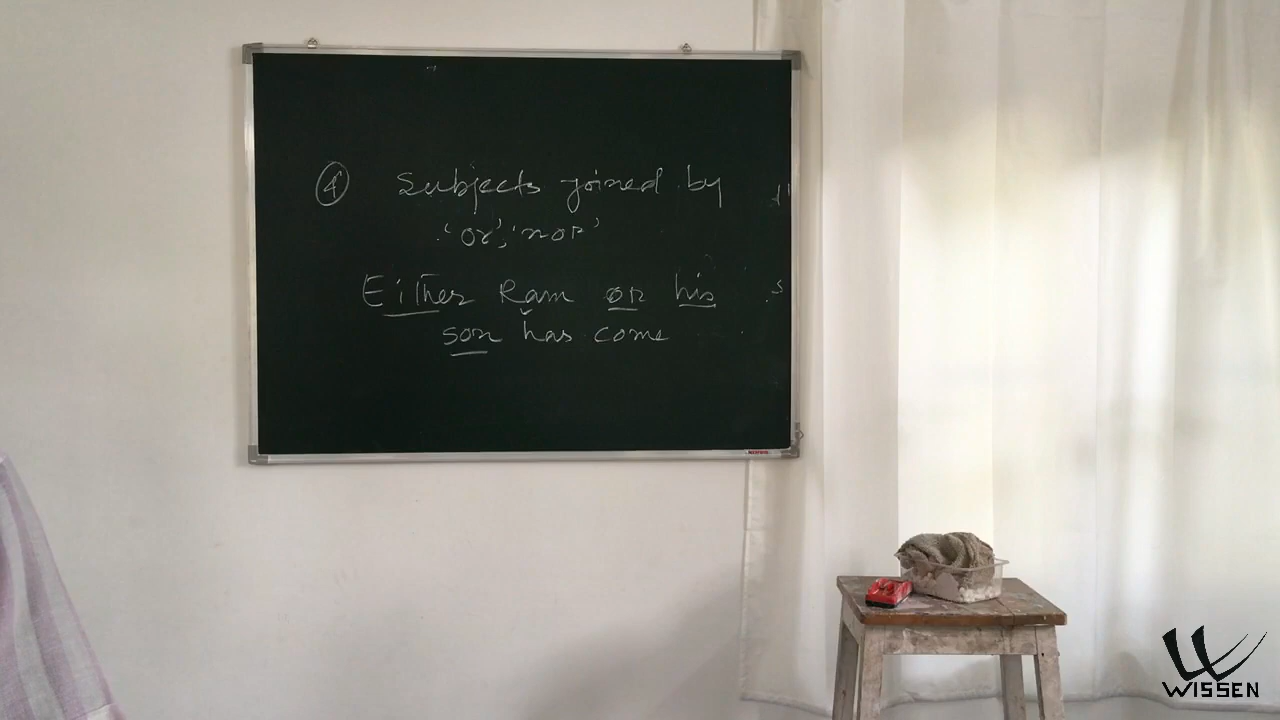 ④ Subjects joined by
'or', 'nor'
Either Ram or his
son has come
WISSEN